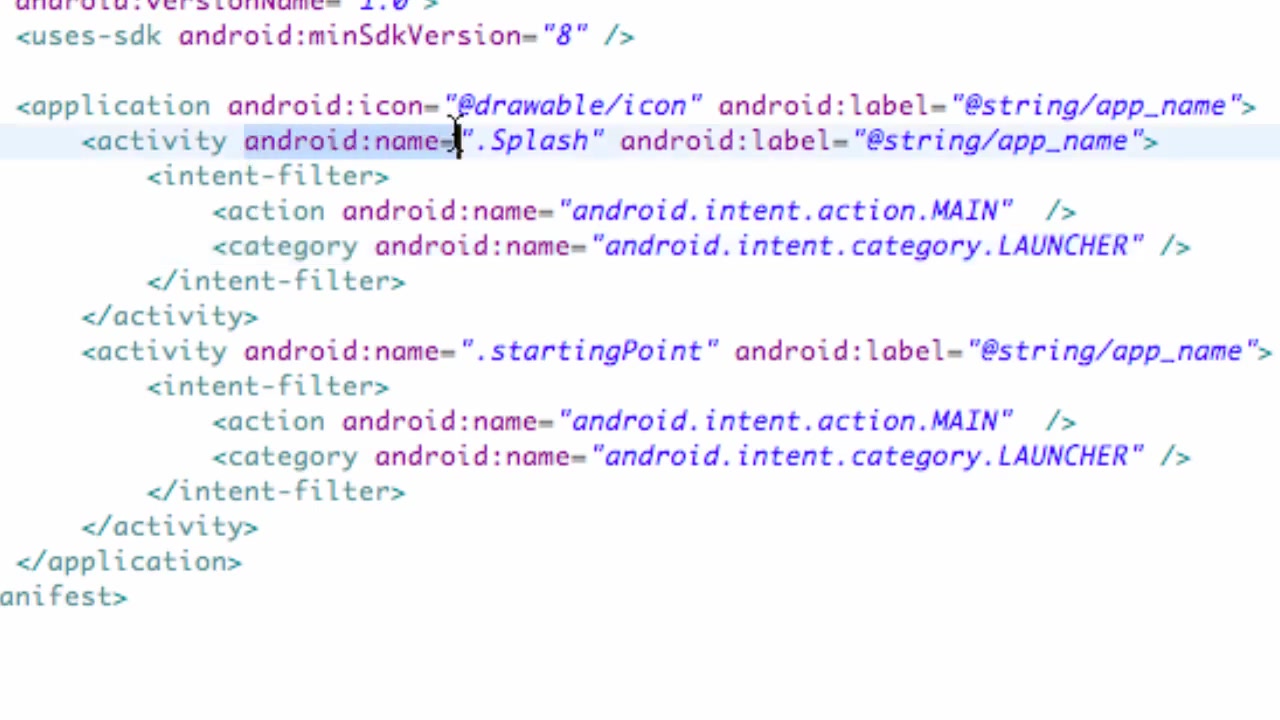 android:versionName="1.0">
<uses-sdk android:minSdkVersion="8" />
<application android:icon="@drawable/icon" android:label="@string/app_name">
<activity android:name=".Splash" android:label="@string/app_name">
<intent-filter>
<action android:name="android.intent.action.MAIN"  />
<category android:name="android.intent.category.LAUNCHER" />
</intent-filter>
</activity>
<activity android:name=".startingPoint" android:label="@string/app_name">
<intent-filter>
<action android:name="android.intent.action.MAIN"  />
<category android:name="android.intent.category.LAUNCHER" />
</intent-filter>
</activity>
</application>
anifest>